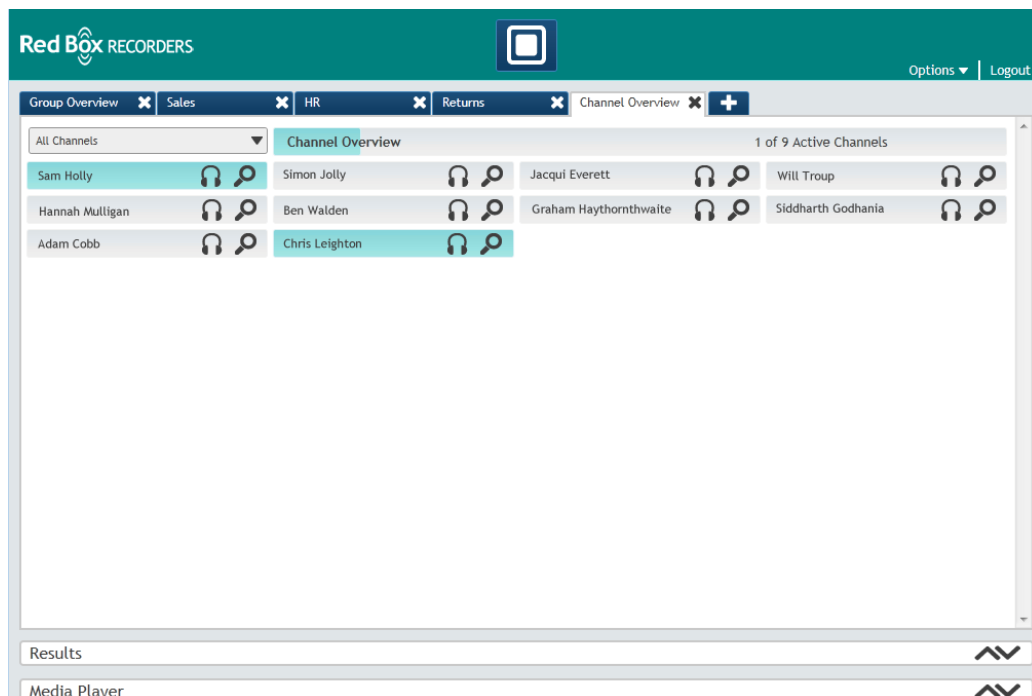 Red Box RECORDERS
Options Logout
Group Overview Sales HR Returns Channel Overview
All Channels Channel Overview 1 of 9 Active Channels
Sam Holly Simon Jolly Jacqui Everett Will Troup
Hannah Mulligan Ben Walden Graham Haythornthwaite Siddharth Godhania
Adam Cobb Chris Leighton
Results
Media Player